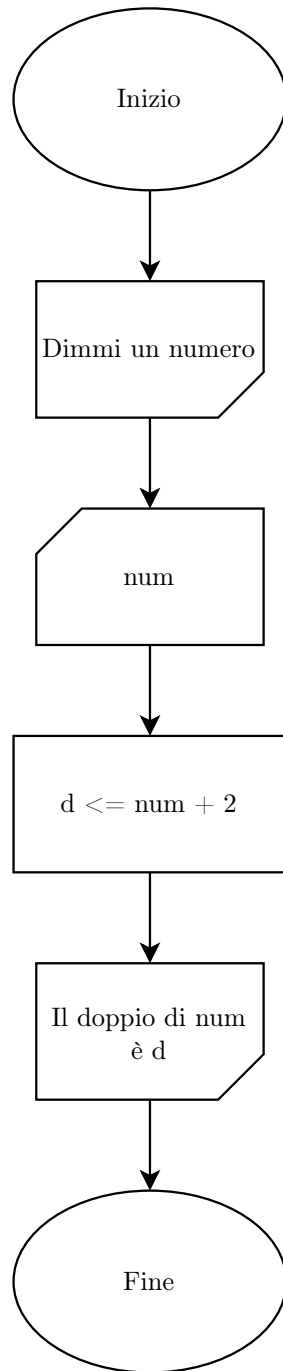 Inizio
Dimmi un numero
num
d <= num + 2
Il doppio di num
è d
Fine